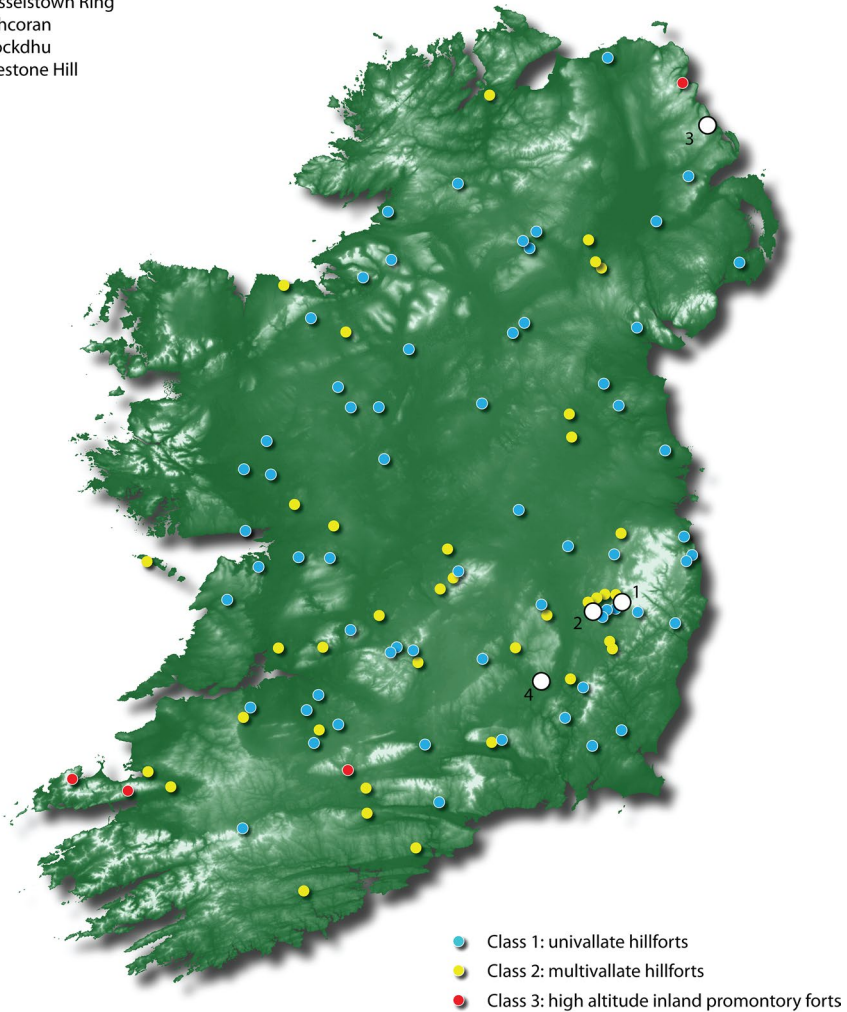 sselstown Ring
hcoran
ockdhu
estone Hill
3
1
2
4
Class 1: univallate hillforts
Class 2: multivallate hillforts
Class 3: high altitude inland promontory forts